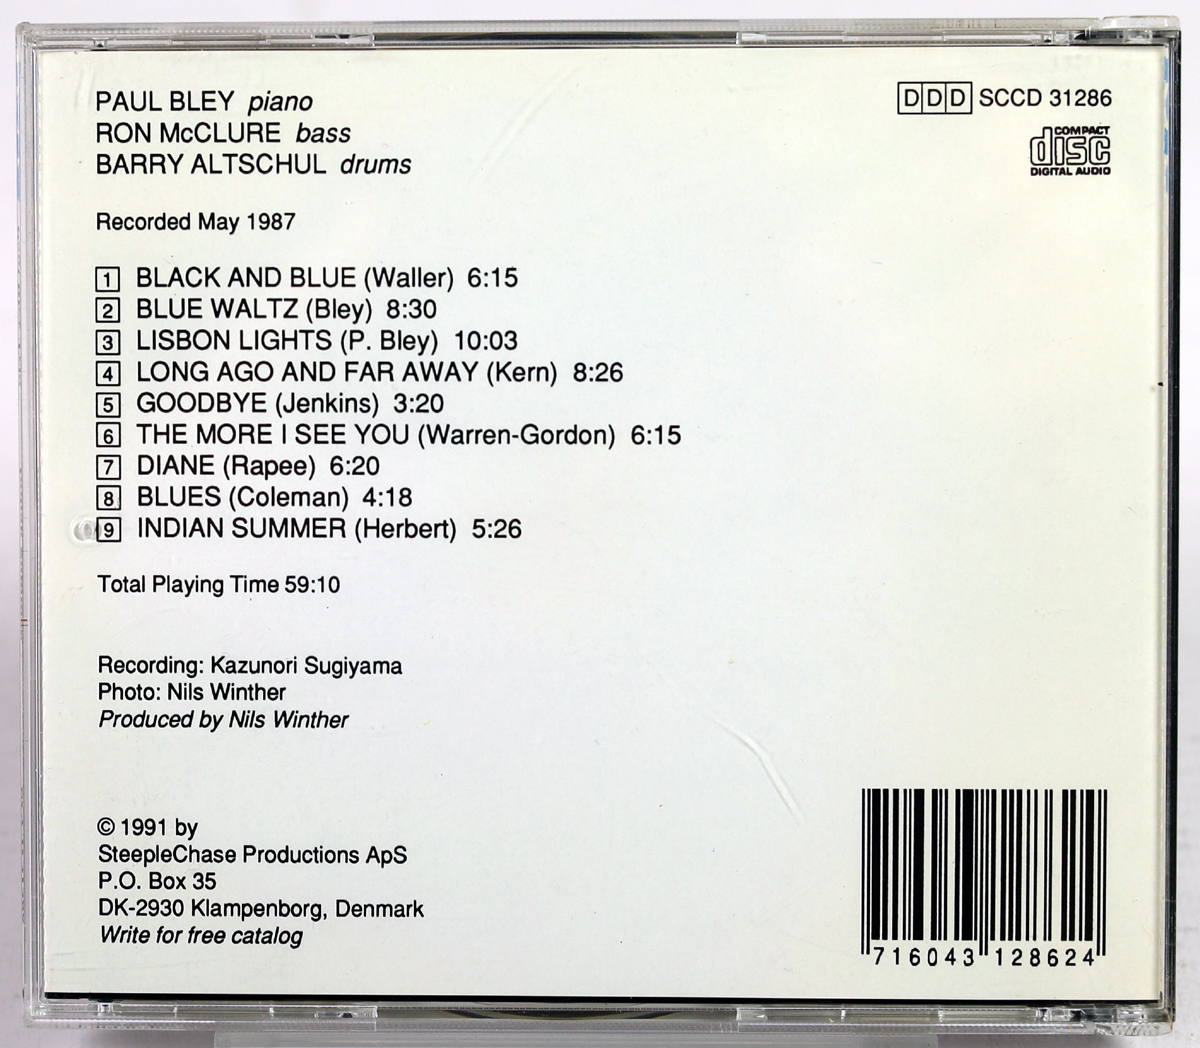 PAUL BLEY piano
RON McCLURE bass
BARRY ALTSCHUL drums
DDD SCCD 31286
COMPACT
disc
DIGITAL AUDIO
Recorded May 1987
1 BLACK AND BLUE (Waller) 6:15
2 BLUE WALTZ (Bley) 8:30
3 LISBON LIGHTS (P. Bley) 10:03
4 LONG AGO AND FAR AWAY (Kern) 8:26
5 GOODBYE (Jenkins) 3:20
6 THE MORE I SEE YOU (Warren-Gordon) 6:15
7 DIANE (Rapee) 6:20
8 BLUES (Coleman) 4:18
9 INDIAN SUMMER (Herbert) 5:26
Total Playing Time 59:10
Recording: Kazunori Sugiyama
Photo: Nils Winther
Produced by Nils Winther
© 1991 by
SteepleChase Productions ApS
P.O. Box 35
DK-2930 Klampenborg, Denmark
Write for free catalog
716043 128624